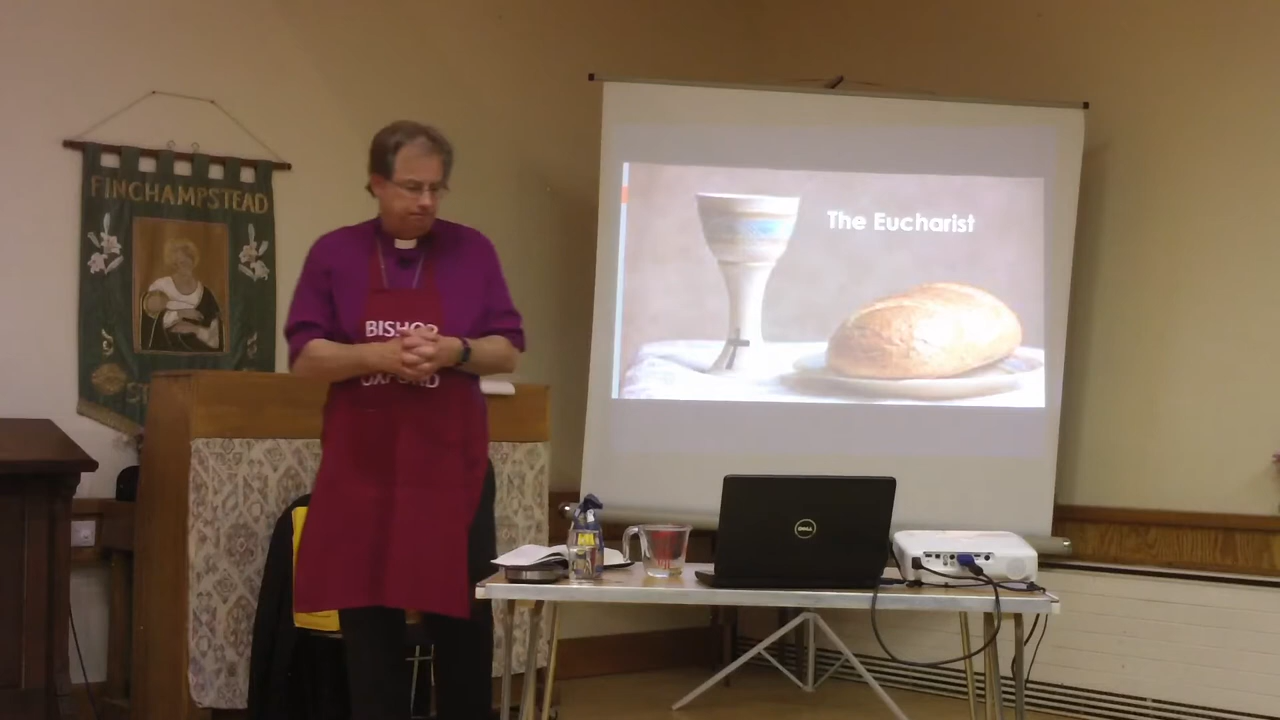 FINCHAMPSTEAD
BISHOP
OXFORD
The Eucharist
DELL